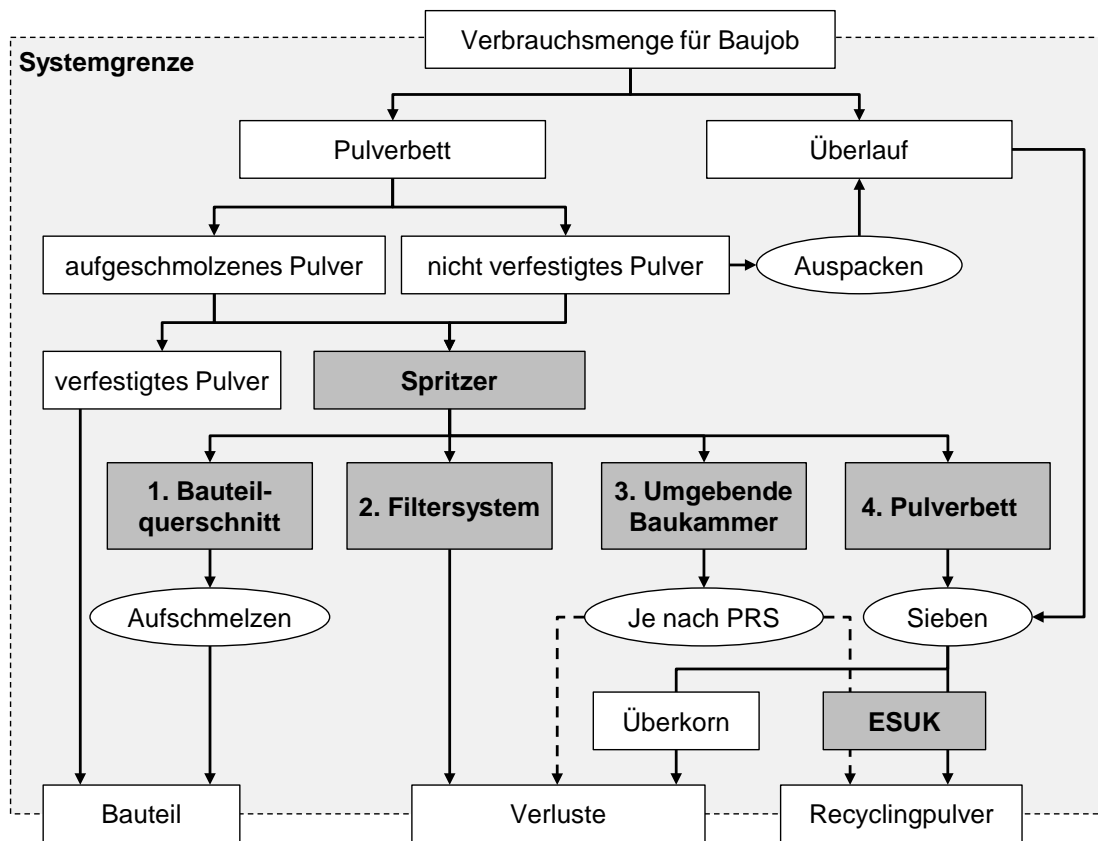 Verbrauchsmenge für Baujob
Systemgrenze
Pulverbett
Überlauf
aufgeschmolzenes Pulver
nicht verfestigtes Pulver
Auspacken
verfestigtes Pulver
Spritzer
1. Bauteil-
querschnitt
2. Filtersystem
3. Umgebende
Baukammer
4. Pulverbett
Aufschmelzen
Je nach PRS
Sieben
Überkorn
ESUK
Bauteil
Verluste
Recyclingpulver